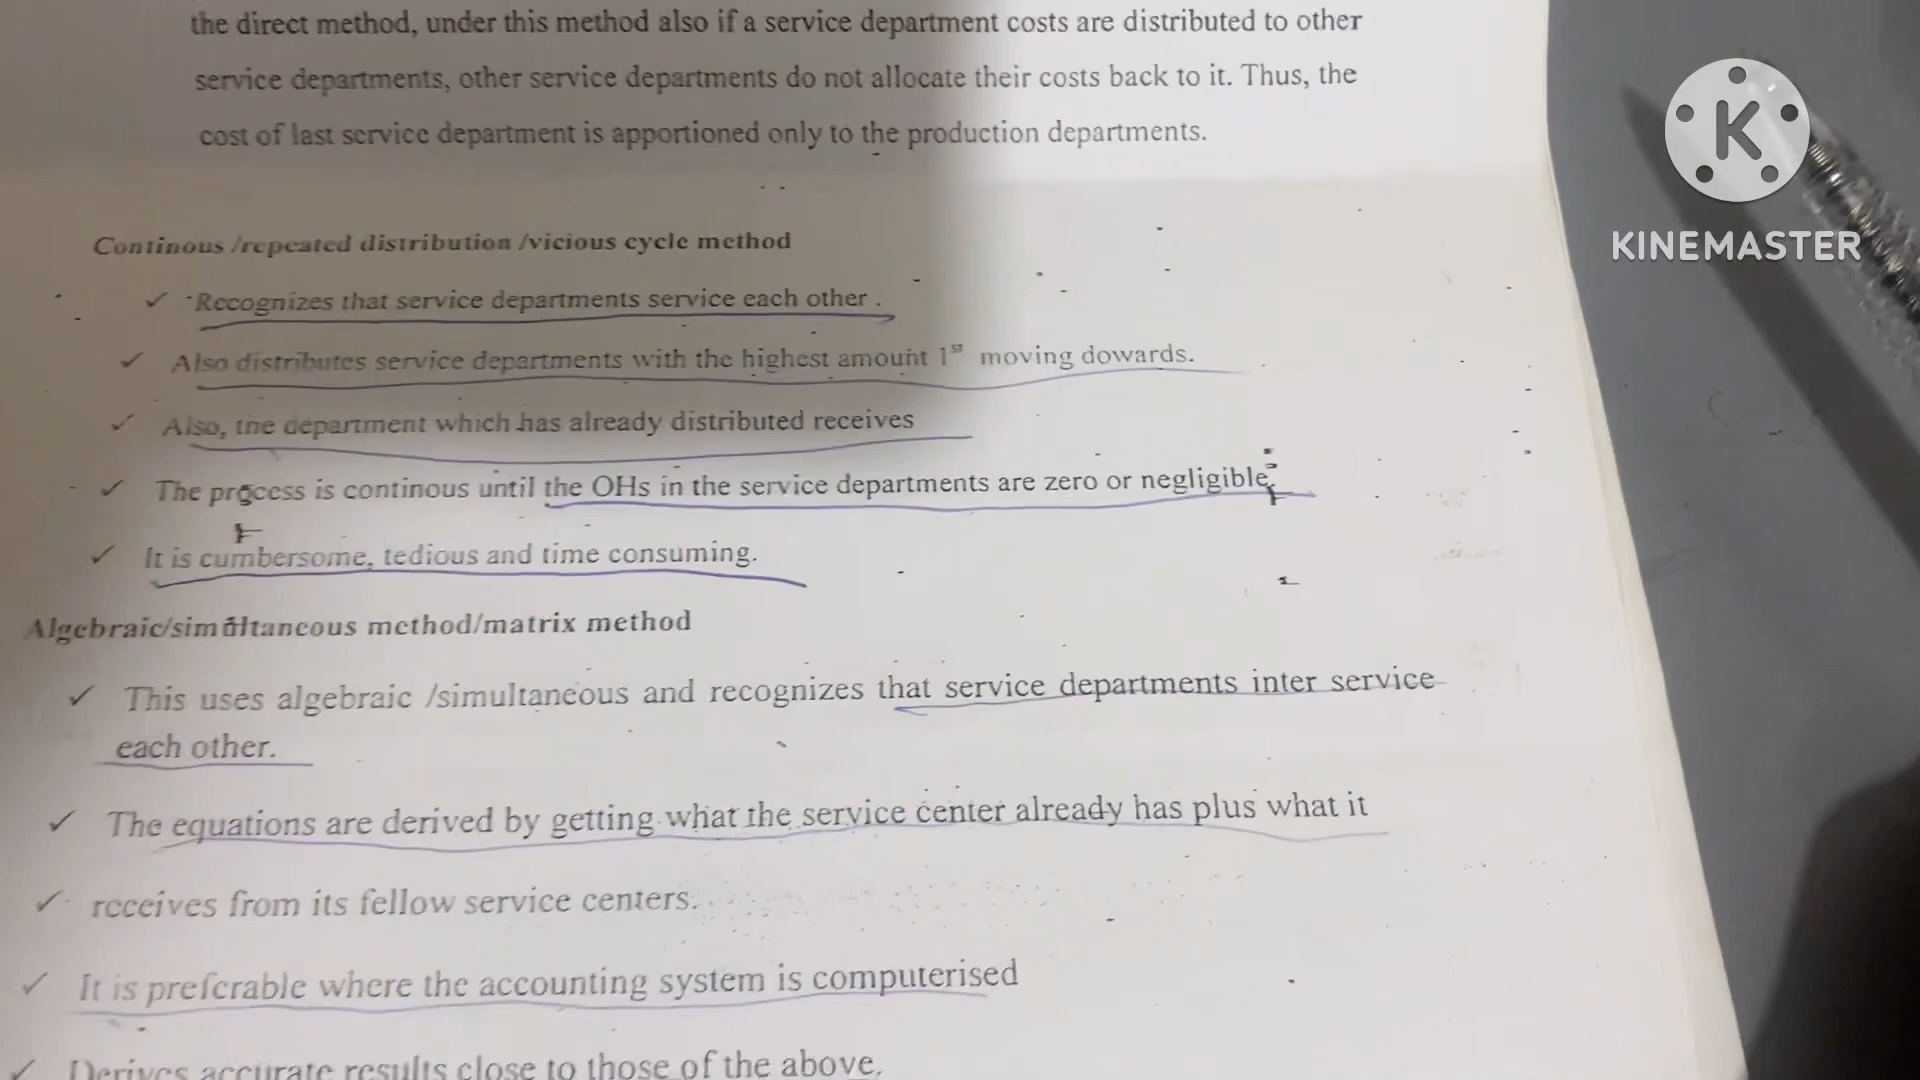 the direct method, under this method also if a service department costs are distributed to other
service departments, other service departments do not allocate their costs back to it. Thus, the
cost of last service department is apportioned only to the production departments.
K
KINEMASTER
Continous /repeated distribution /vicious cycle method
✓ Recognizes that service departments service each other .
✓ Also distributes service departments with the highest amount 1st moving dowards.
✓ Also, the department which has already distributed receives
✓ The process is continous until the OHs in the service departments are zero or negligible.
✓ It is cumbersome, tedious and time consuming.
Algebraic/simultaneous method/matrix method
✓ This uses algebraic /simultaneous and recognizes that service departments inter service
each other.
✓ The equations are derived by getting what the service center already has plus what it
✓ receives from its fellow service centers.
✓ It is preferable where the accounting system is computerised
✓ Derives accurate results close to those of the above.